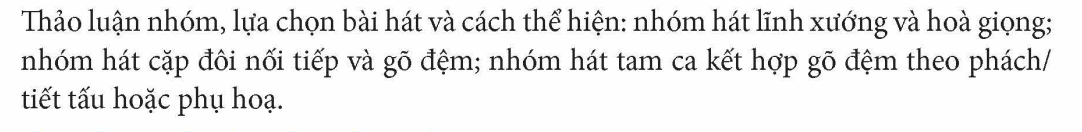 Thảo luận nhóm, lựa chọn bài hát và cách thể hiện: nhóm hát lĩnh xướng và hoà giọng;
nhóm hát cặp đôi nối tiếp và gõ đệm; nhóm hát tam ca kết hợp gõ đệm theo phách/
tiết tấu hoặc phụ hoạ.